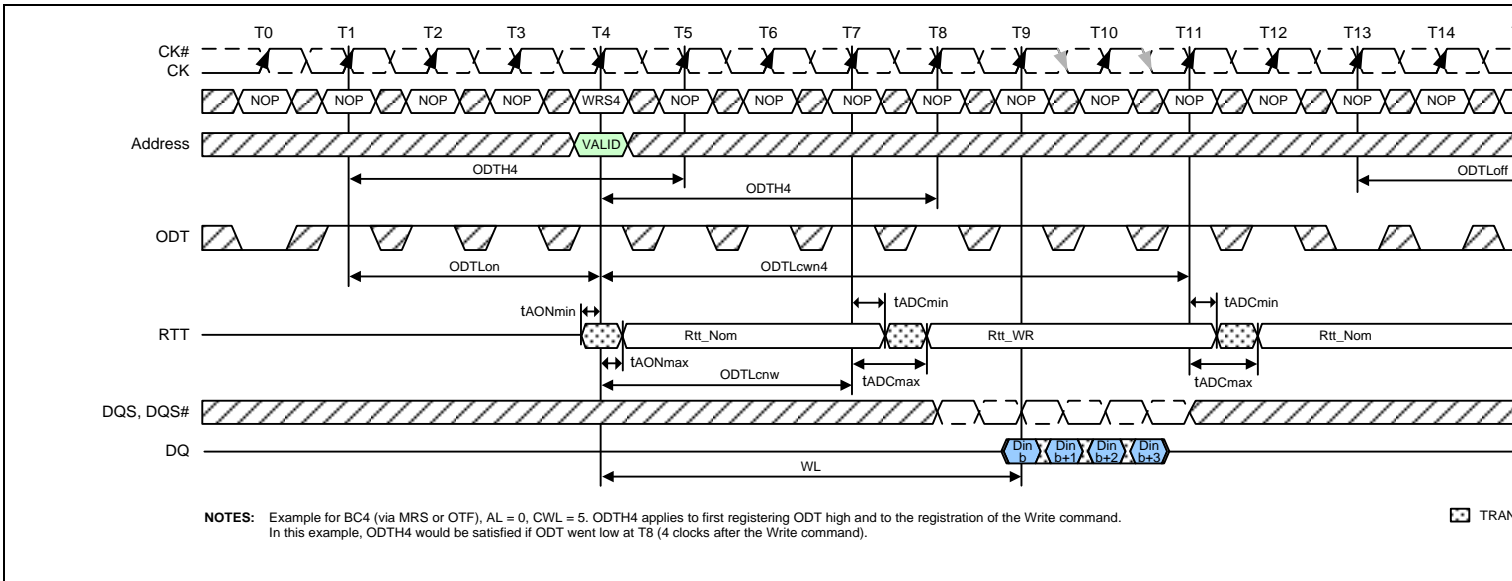 T0 T1 T2 T3 T4 T5 T6 T7 T8 T9 T10 T11 T12 T13 T14
CK#
CK
NOP NOP NOP NOP WRS4 NOP NOP NOP NOP NOP NOP NOP NOP NOP NOP
Address VALID
ODTH4 ODTLoff
ODTH4
ODT
ODTLon ODTLcwn4
tAONmin tADCmin tADCmin
RTT Rtt_Nom Rtt_WR Rtt_Nom
tAONmax ODTLcnw tADCmax tADCmax
DQS, DQS#
DQ Din b Din b+1 Din b+2 Din b+3
WL
NOTES: Example for BC4 (via MRS or OTF), AL = 0, CWL = 5. ODTH4 applies to first registering ODT high and to the registration of the Write command.
In this example, ODTH4 would be satisfied if ODT went low at T8 (4 clocks after the Write command).
TRAN